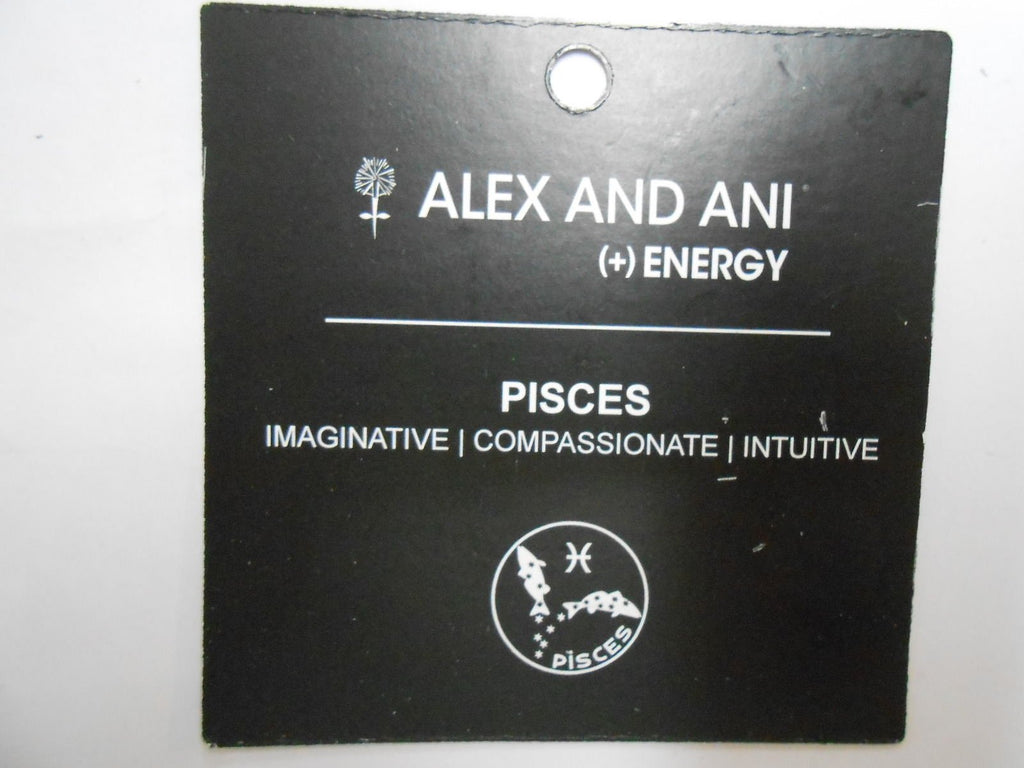 ALEX AND ANI
(+) ENERGY
PISCES
IMAGINATIVE | COMPASSIONATE | INTUITIVE
♓
PISCES